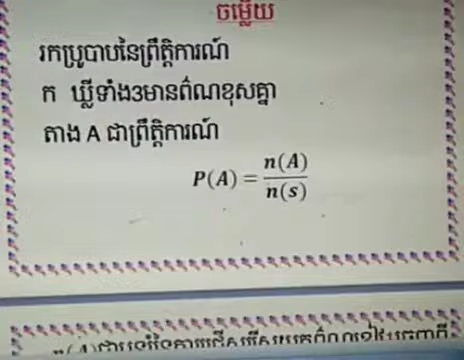 ចម្លើយ
រកប្រូបាបនៃព្រឹត្តិការណ៍
ក ឃ្លីទាំង3មានព៌ណខុសគ្នា
តាង A ជាព្រឹត្តិការណ៍
P(A) = n(A) / n(s)